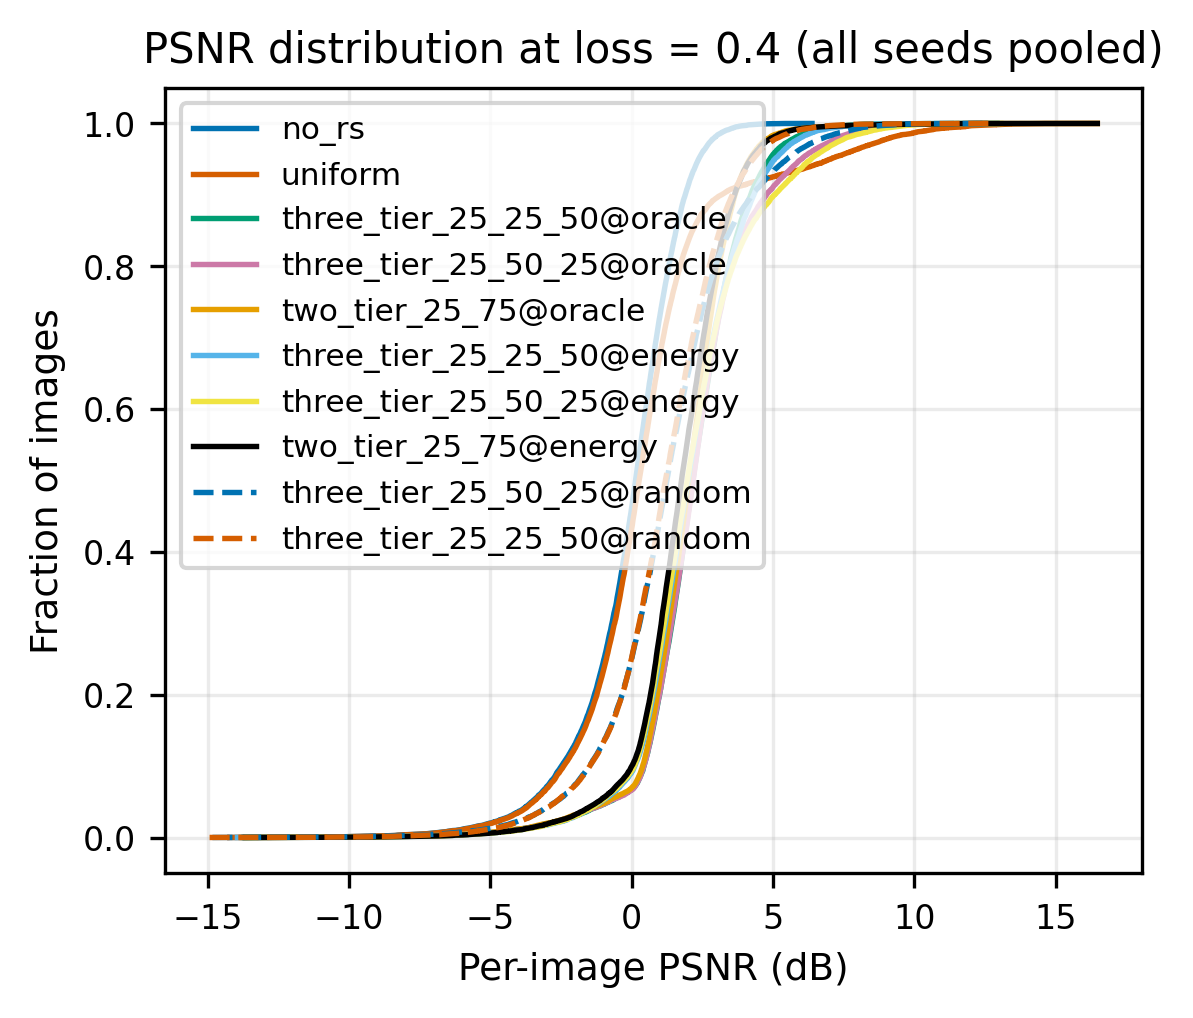 PSNR distribution at loss = 0.4 (all seeds pooled)
no_rs
uniform
three_tier_25_25_50@oracle
three_tier_25_50_25@oracle
two_tier_25_75@oracle
three_tier_25_25_50@energy
three_tier_25_50_25@energy
two_tier_25_75@energy
three_tier_25_50_25@random
three_tier_25_25_50@random
Fraction of images
1.0
0.8
0.6
0.4
0.2
0.0
−15 −10 −5 0 5 10 15
Per-image PSNR (dB)